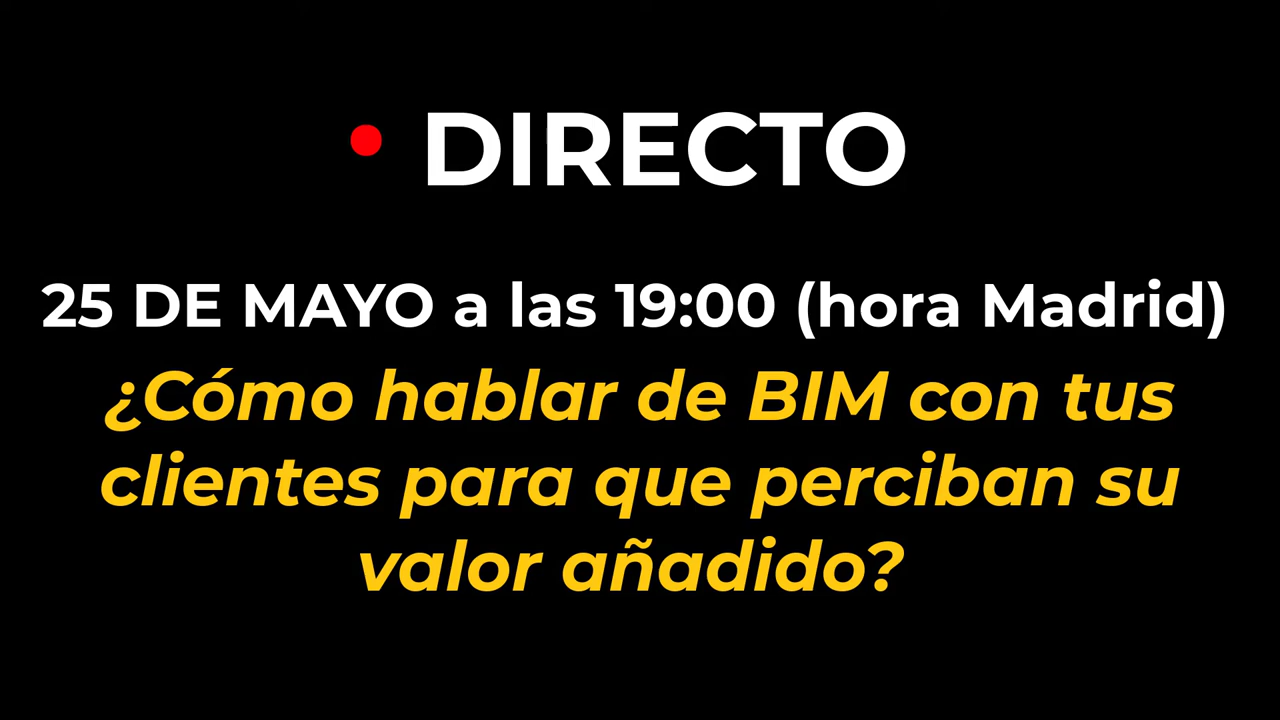 DIRECTO
25 DE MAYO a las 19:00 (hora Madrid)
¿Cómo hablar de BIM con tus
clientes para que perciban su
valor añadido?